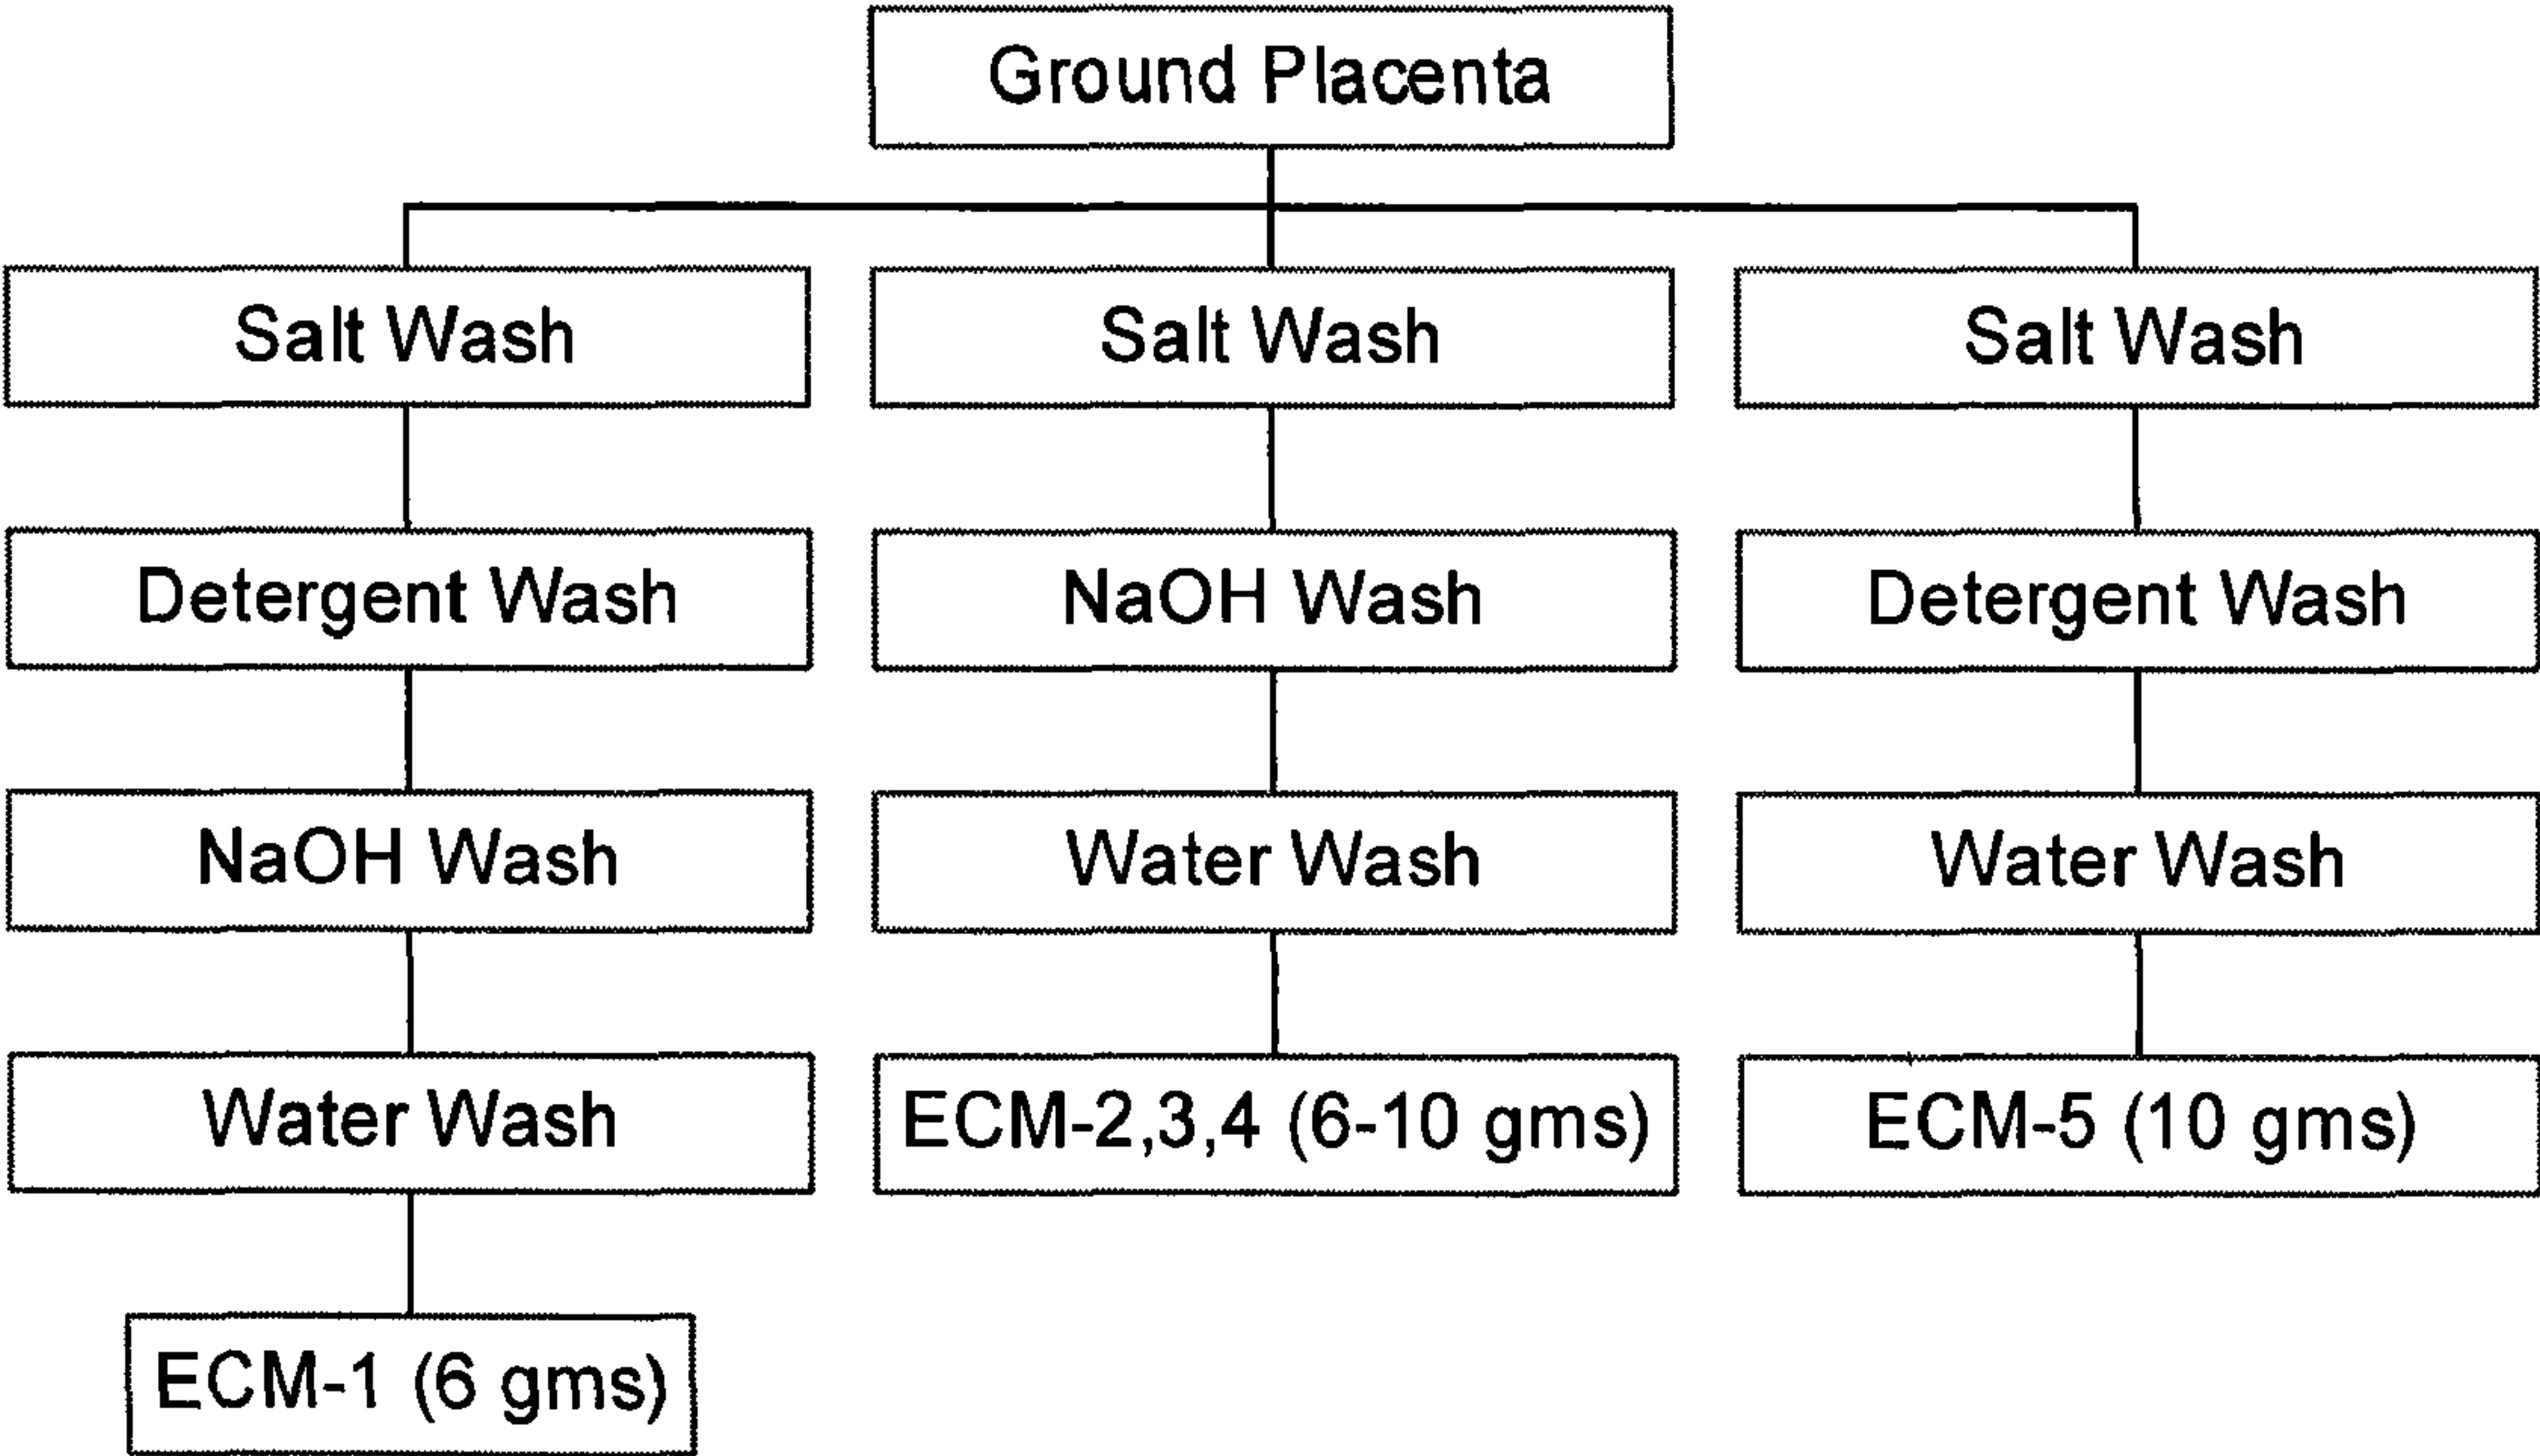 Ground Placenta
Salt Wash
Salt Wash
Salt Wash
Detergent Wash
NaOH Wash
Detergent Wash
NaOH Wash
Water Wash
Water Wash
Water Wash
ECM-2,3,4 (6-10 gms)
ECM-5 (10 gms)
ECM-1 (6 gms)